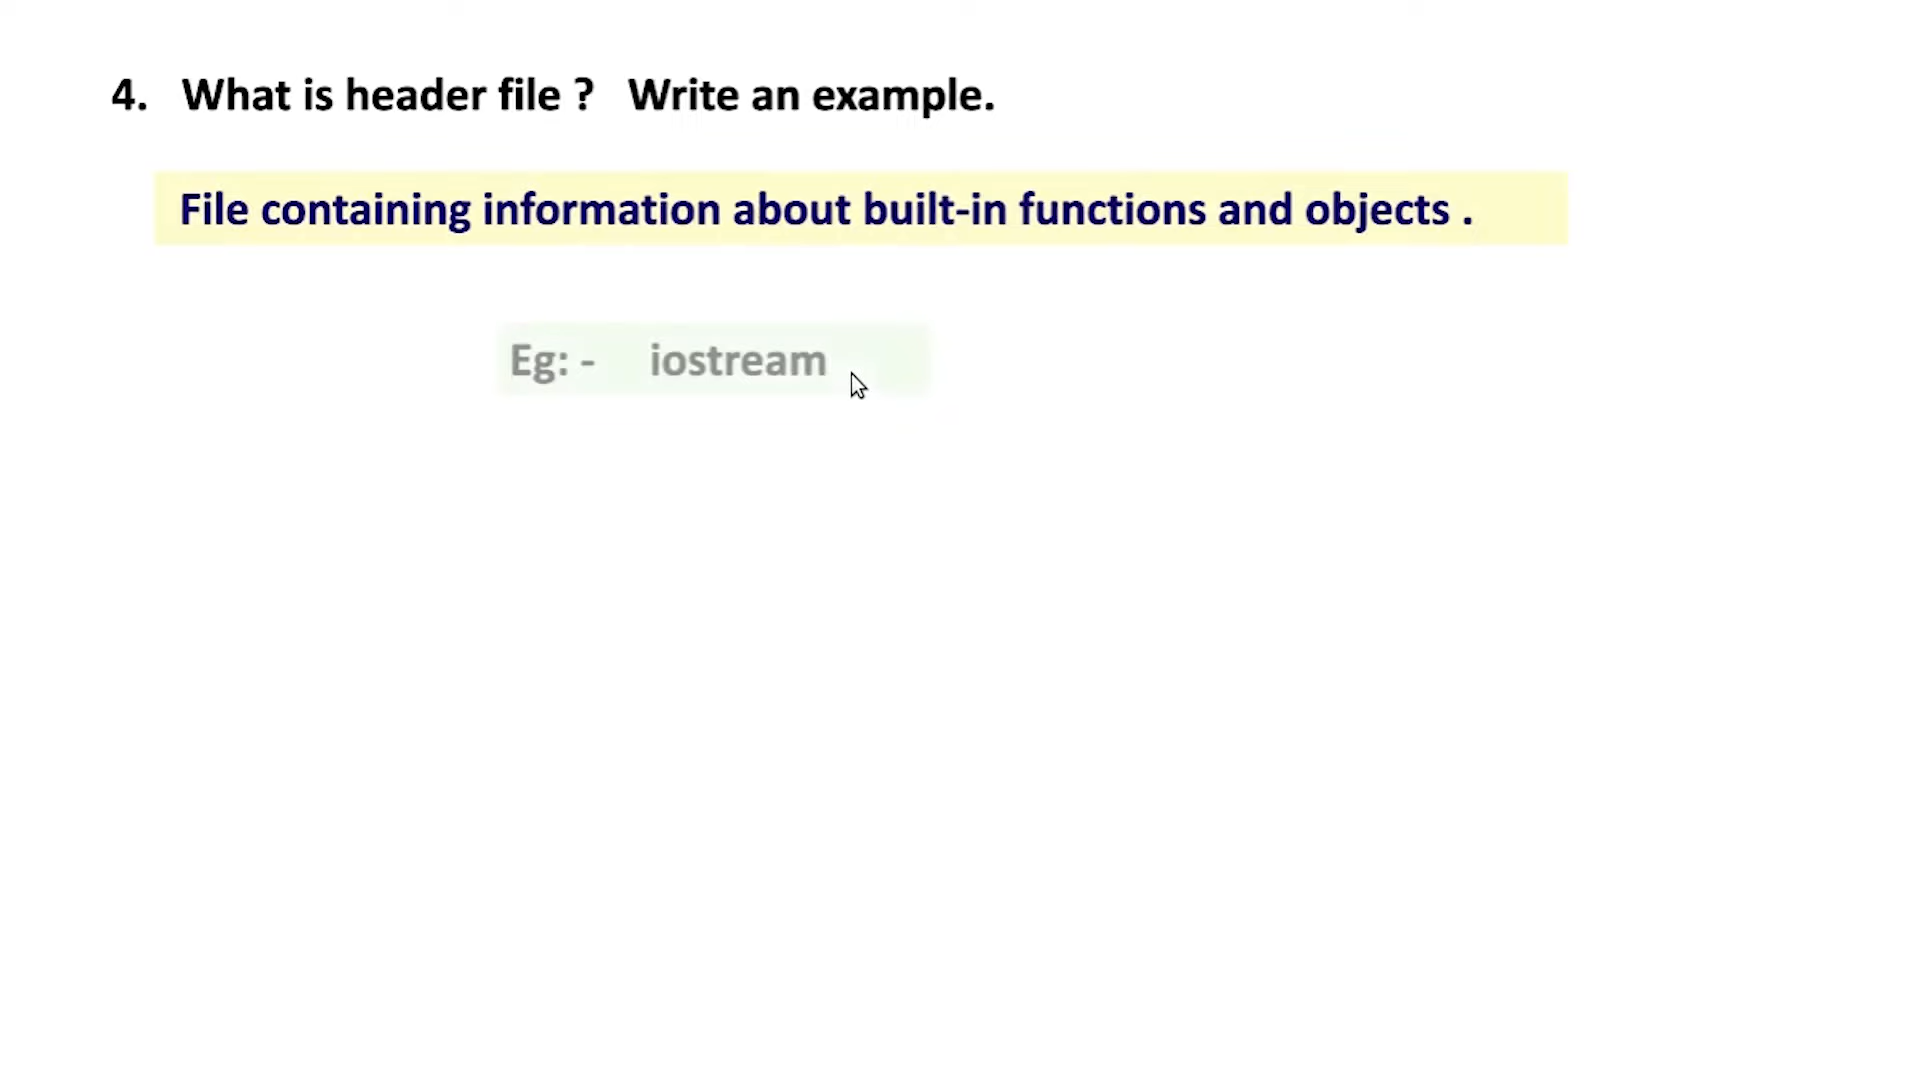 4. What is header file ? Write an example.
File containing information about built-in functions and objects .
Eg: - iostream